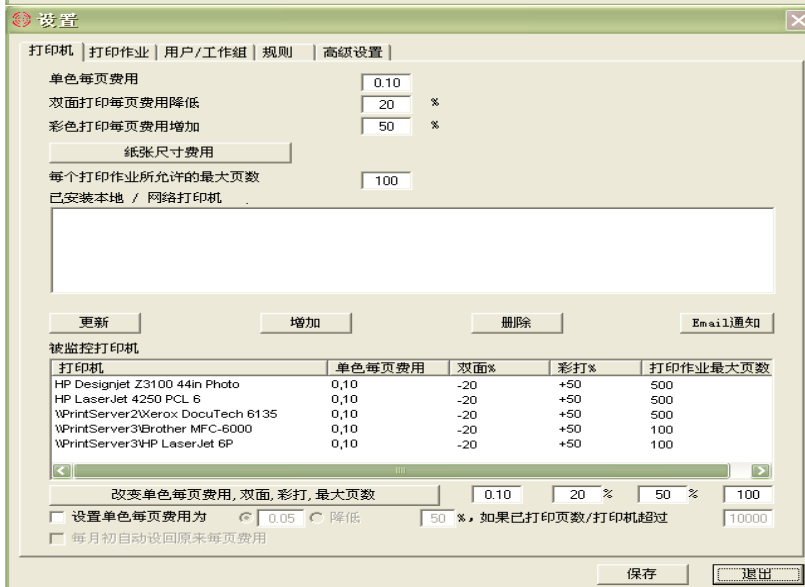 设置
打印机 打印作业 用户/工作组 规则 高级设置
单色每页费用 0.10
双面打印每页费用降低 20 %
彩色打印每页费用增加 50 %
纸张尺寸费用
每个打印作业所允许的最大页数 100
已安装本地 / 网络打印机
更新 增加 删除 Email通知
被监控打印机
打印机 单色每页费用 双面% 彩打% 打印作业最大页数
HP Designjet Z3100 44in Photo 0,10 -20 +50 500
HP LaserJet 4250 PCL 6 0,10 -20 +50 500
\\PrintServer2\Xerox DocuTech 6135 0,10 -20 +50 500
\\PrintServer3\Brother MFC-6000 0,10 -20 +50 100
\\PrintServer3\HP LaserJet 6P 0,10 -20 +50 100
改变单色每页费用, 双面, 彩打, 最大页数 0.10 20 % 50 % 100
设置单色每页费用为 0.05 降低 50 %, 如果已打印页数/打印机超过 10000
每月初自动设回原来每页费用
保存 退出